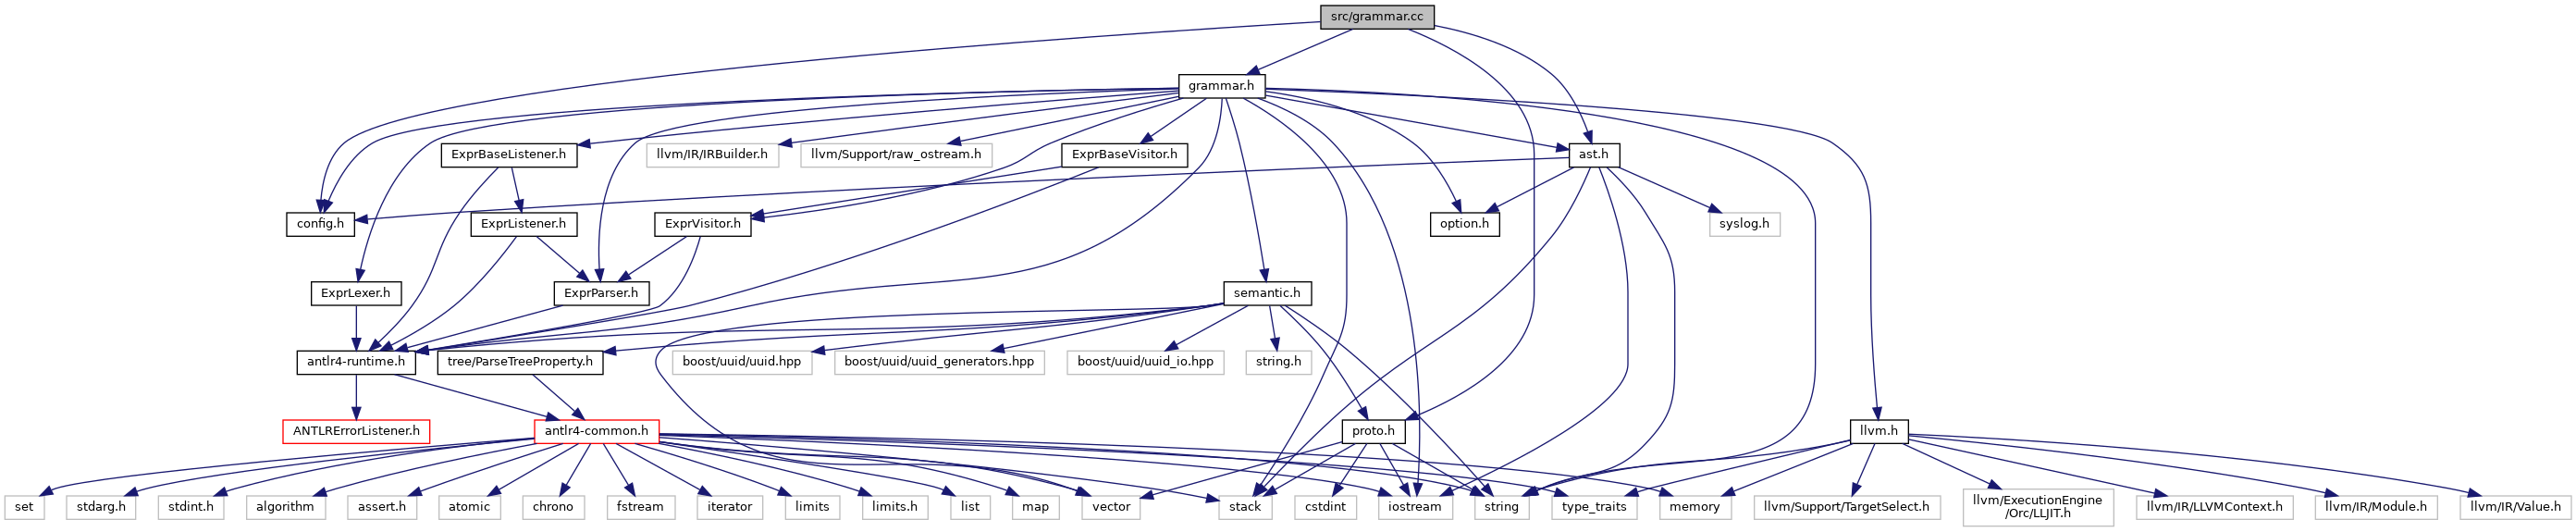 src/grammar.cc
grammar.h
ExprBaseListener.h
llvm/IR/IRBuilder.h
llvm/Support/raw_ostream.h
ExprBaseVisitor.h
ast.h
config.h
ExprListener.h
ExprVisitor.h
option.h
syslog.h
ExprLexer.h
ExprParser.h
semantic.h
antlr4-runtime.h
tree/ParseTreeProperty.h
boost/uuid/uuid.hpp
boost/uuid/uuid_generators.hpp
boost/uuid/uuid_io.hpp
string.h
ANTLRErrorListener.h
antlr4-common.h
proto.h
llvm.h
set
stdarg.h
stdint.h
algorithm
assert.h
atomic
chrono
fstream
iterator
limits
limits.h
list
map
vector
stack
cstdint
iostream
string
type_traits
memory
llvm/Support/TargetSelect.h
llvm/ExecutionEngine
/Orc/LLJIT.h
llvm/IR/LLVMContext.h
llvm/IR/Module.h
llvm/IR/Value.h